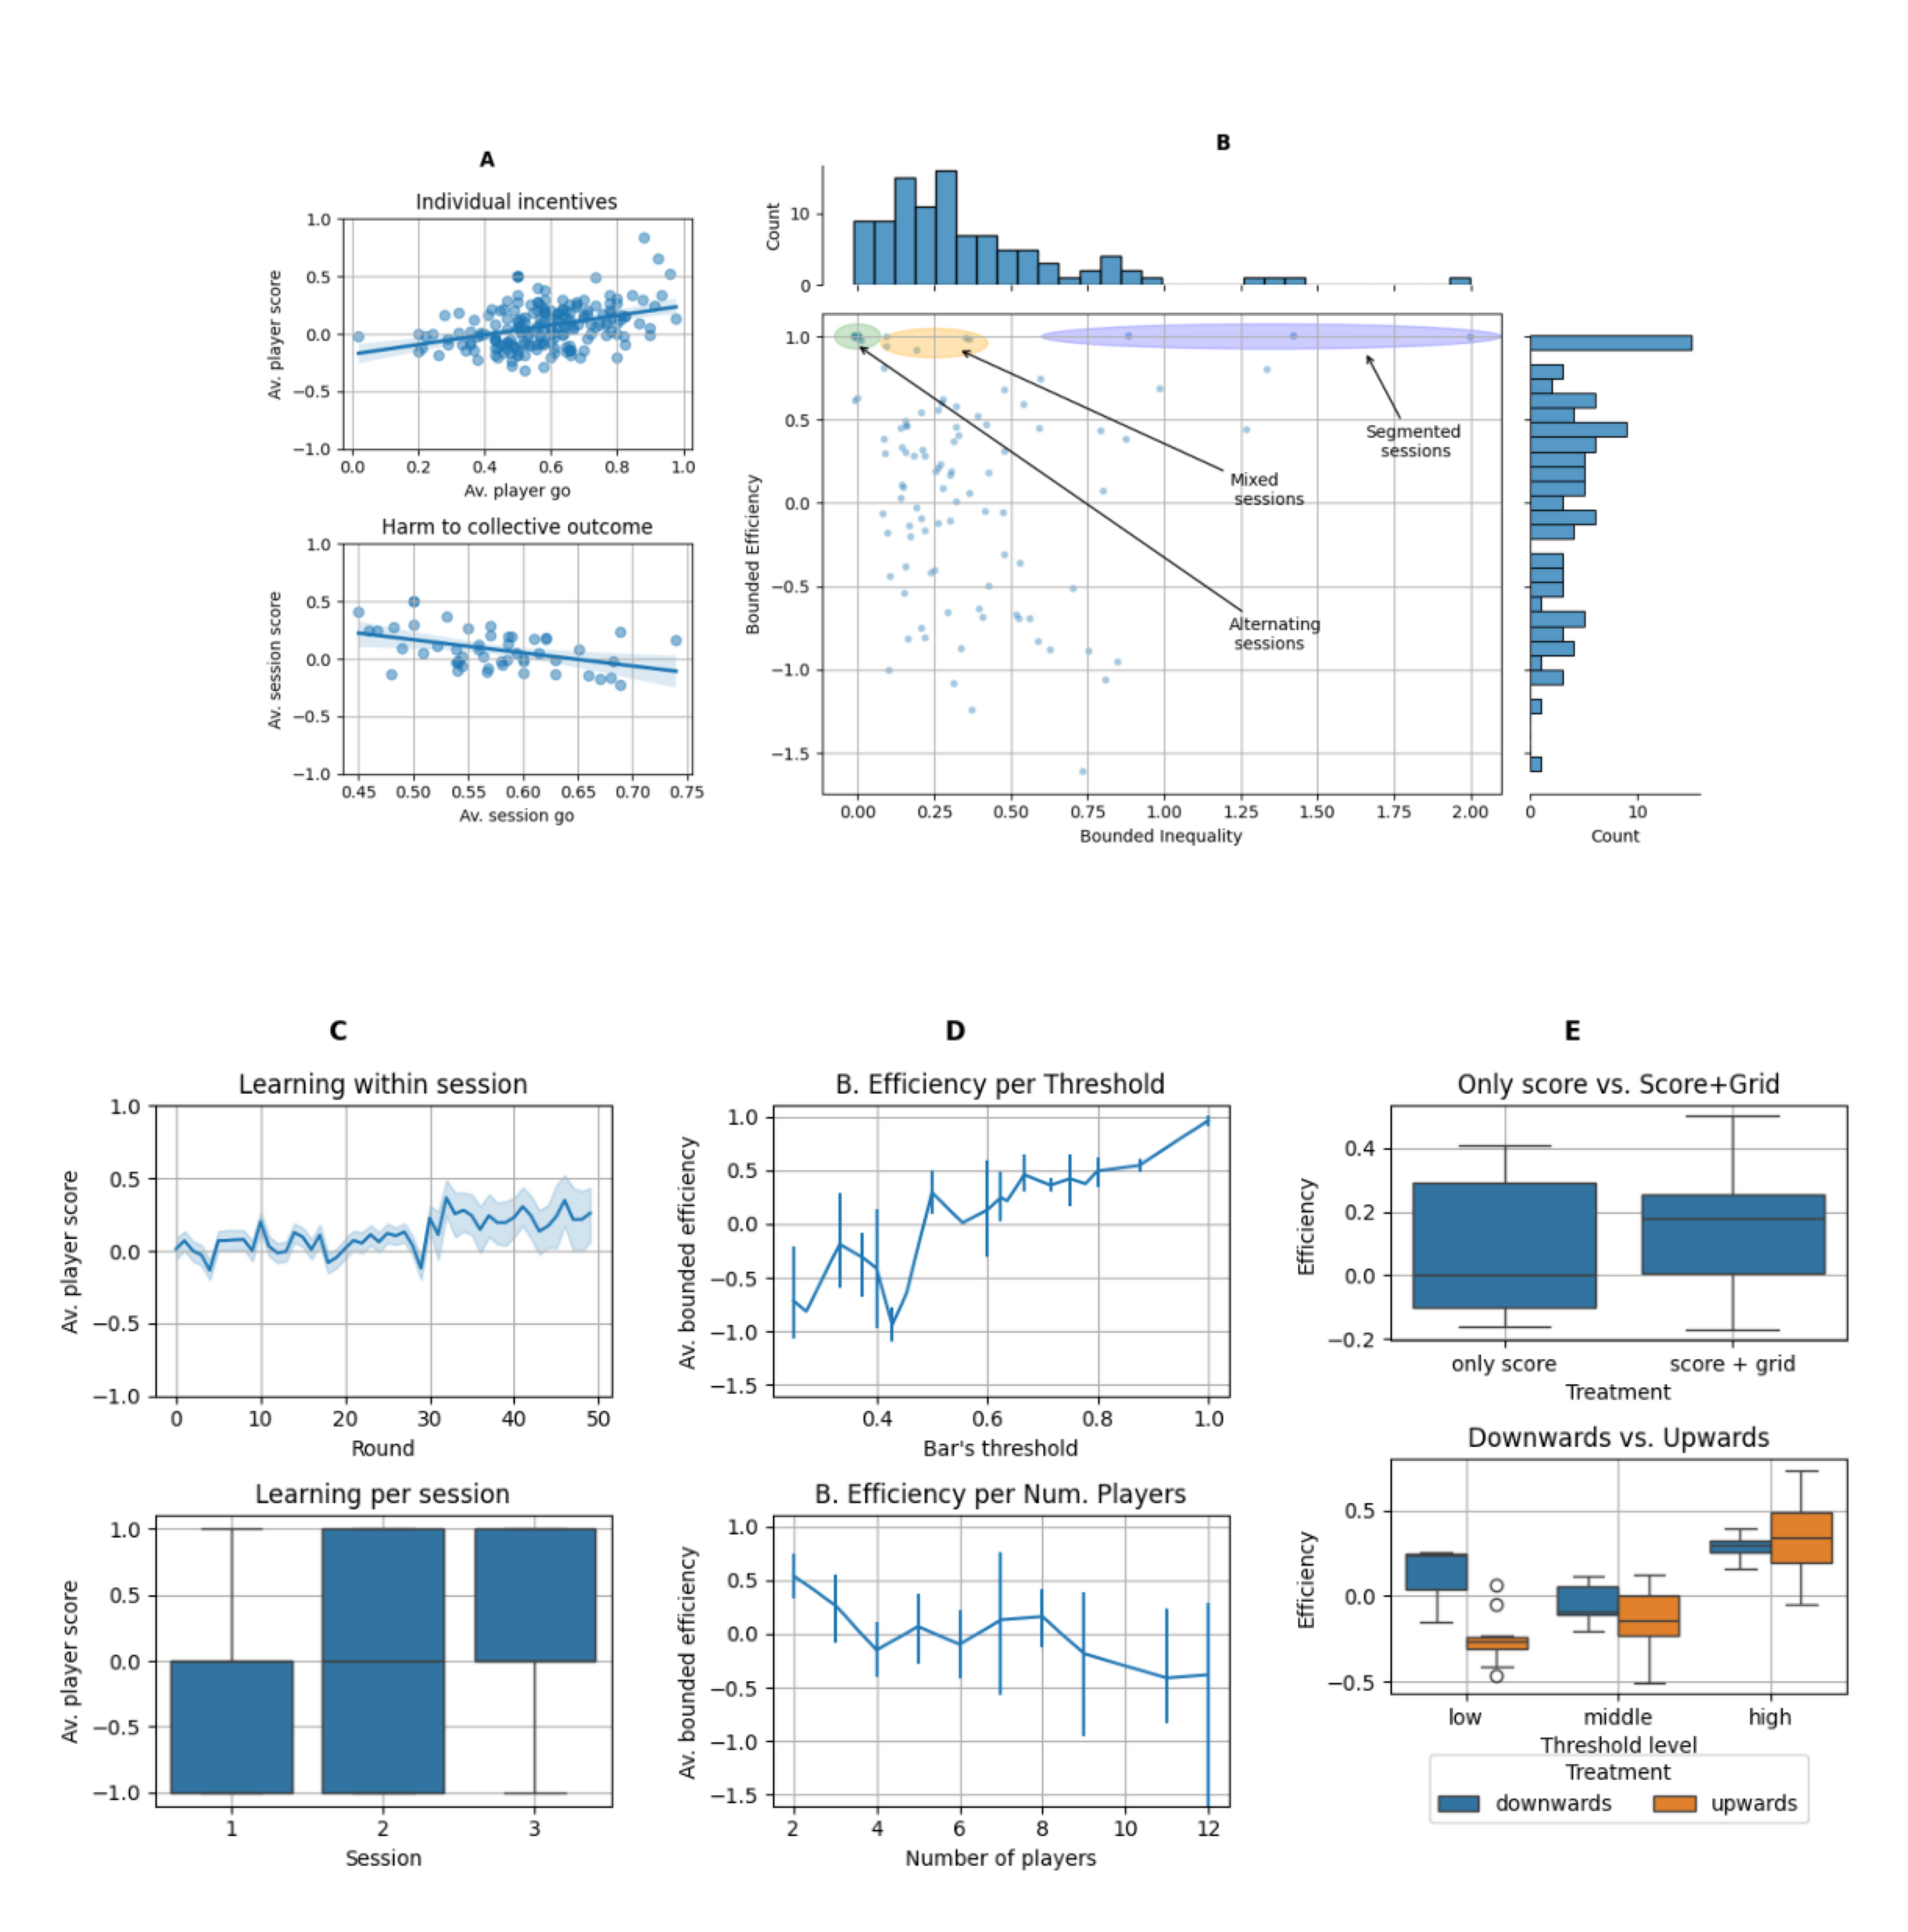 A
Individual incentives
1.0
0.5
0.0
−0.5
−1.0
Av. player score
0.0 0.2 0.4 0.6 0.8 1.0
Av. player go
Harm to collective outcome
1.0
0.5
0.0
−0.5
−1.0
Av. session score
0.45 0.50 0.55 0.60 0.65 0.70 0.75
Av. session go
B
Count
10
0
1.0
0.5
0.0
−0.5
−1.0
−1.5
Bounded Efficiency
Segmented
sessions
Mixed
sessions
Alternating
sessions
0.00 0.25 0.50 0.75 1.00 1.25 1.50 1.75 2.00
Bounded Inequality
0 10
Count
C
Learning within session
1.0
0.5
0.0
−0.5
−1.0
Av. player score
0 10 20 30 40 50
Round
Learning per session
1.0
0.5
0.0
−0.5
−1.0
Av. player score
1 2 3
Session
D
B. Efficiency per Threshold
1.0
0.5
0.0
−0.5
−1.0
−1.5
Av. bounded efficiency
0.4 0.6 0.8 1.0
Bar's threshold
B. Efficiency per Num. Players
1.0
0.5
0.0
−0.5
−1.0
−1.5
Av. bounded efficiency
2 4 6 8 10 12
Number of players
E
Only score vs. Score+Grid
0.4
0.2
0.0
−0.2
Efficiency
only score score + grid
Treatment
Downwards vs. Upwards
0.5
0.0
−0.5
Efficiency
low middle high
Threshold level
Treatment
downwards upwards